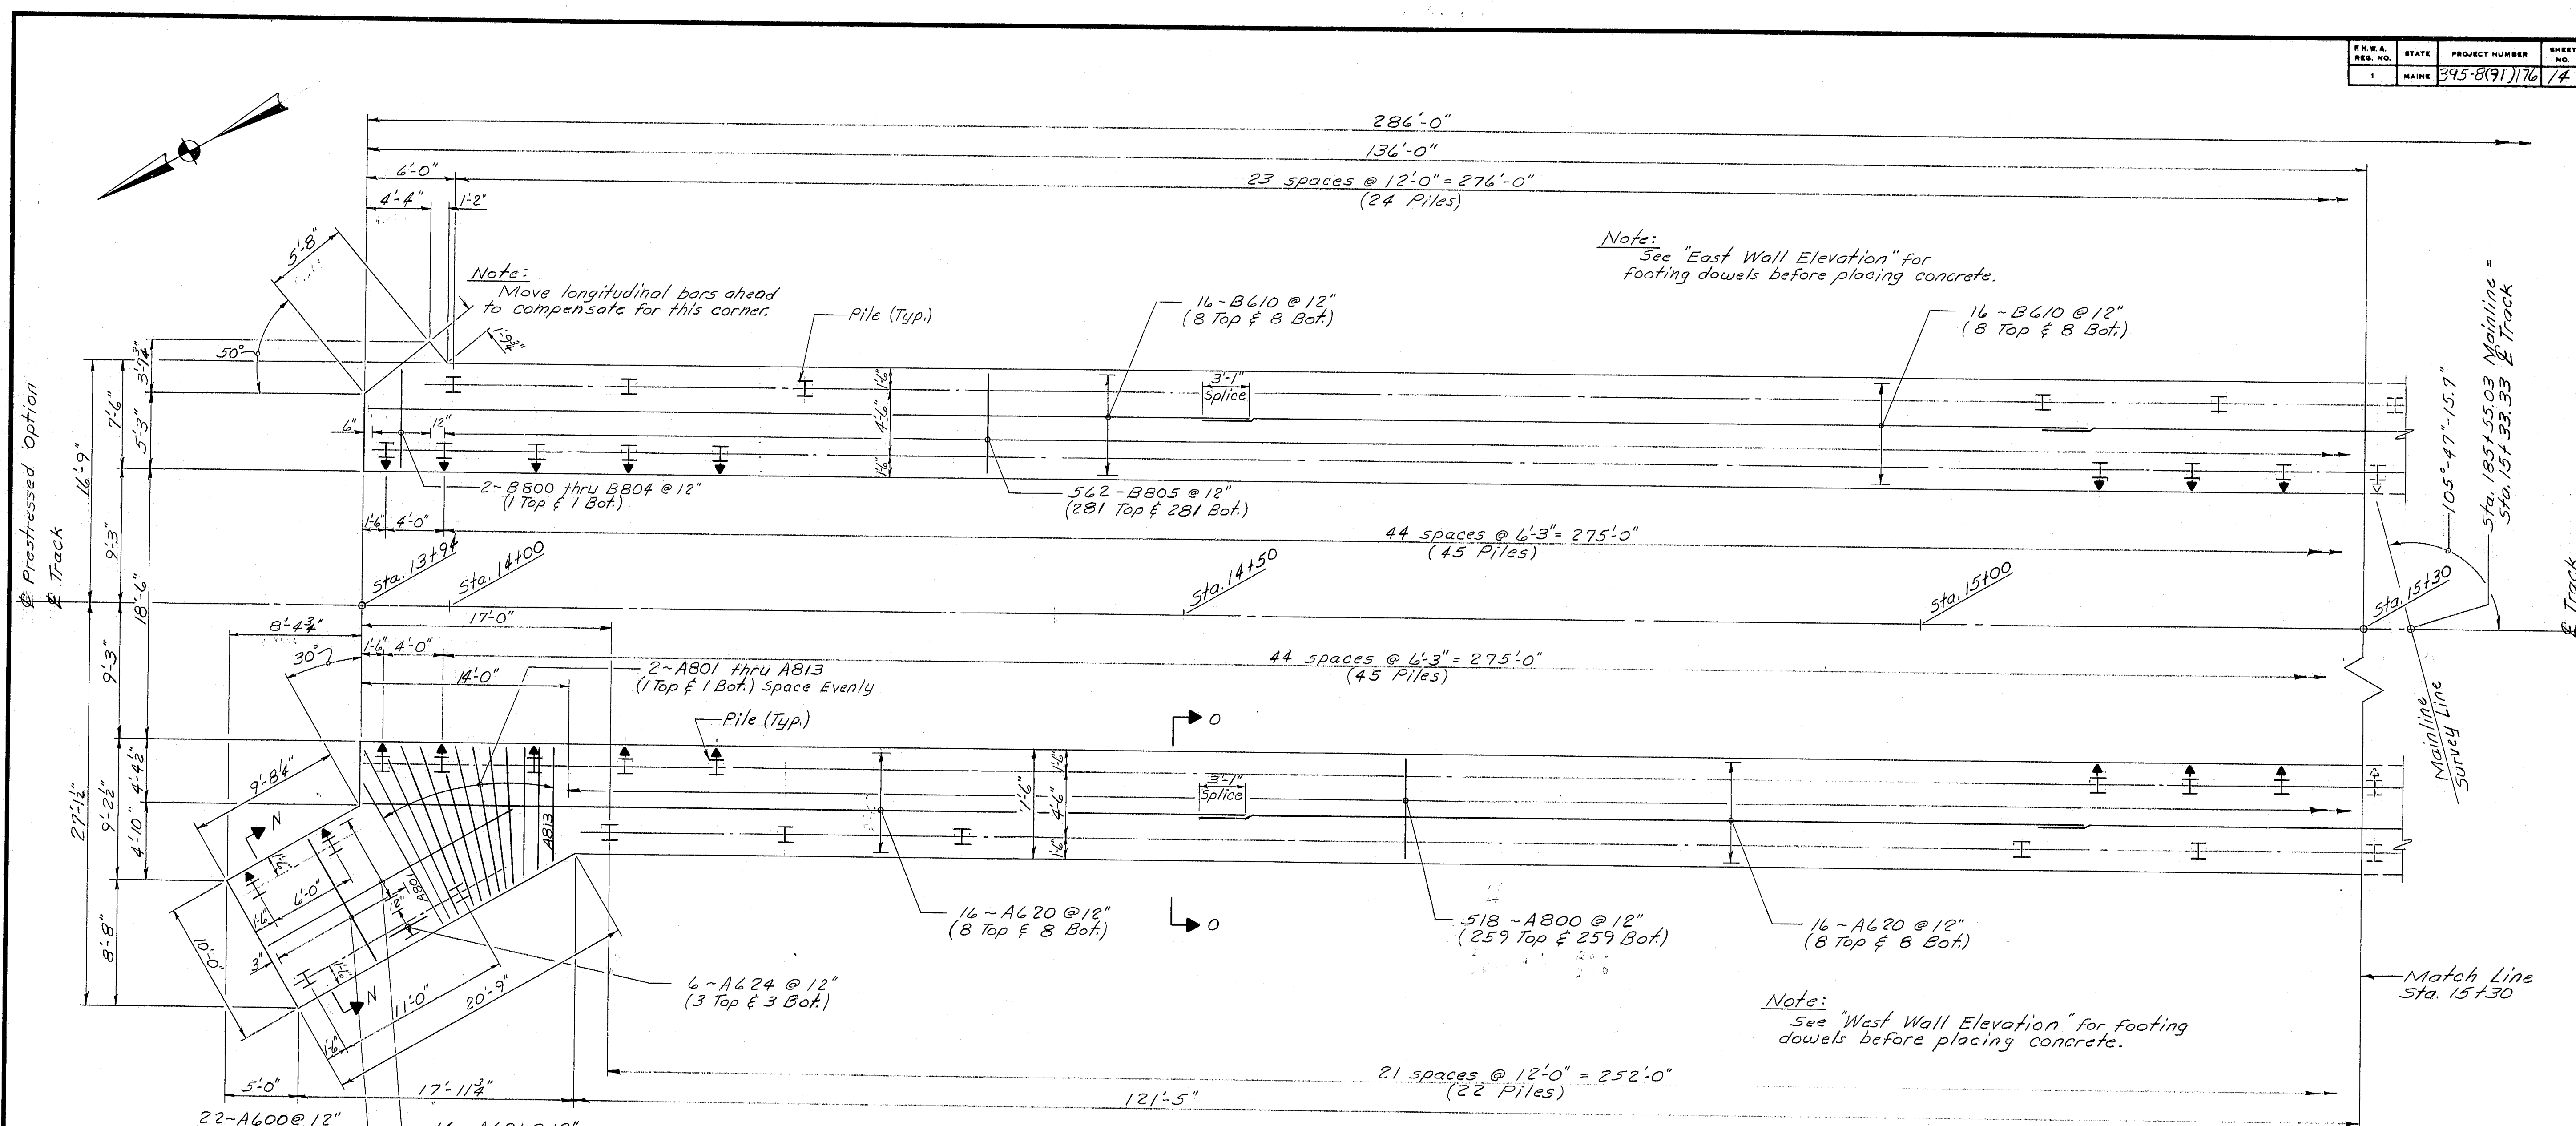 F.H.W.A. REG. NO. STATE PROJECT NUMBER SHEET NO.
1 MAINE 395-8(91)176 14
286'-0"
136'-0"
6'-0"
23 spaces @ 12'-0" = 276'-0"
(24 Piles)
4'-4"
1'-2"
5'-8"
Note:
Move longitudinal bars ahead
to compensate for this corner.
Note:
See "East Wall Elevation" for
footing dowels before placing concrete.
Pile (Typ.)
16~B610 @ 12"
(8 Top & 8 Bot.)
16~B610 @ 12"
(8 Top & 8 Bot.)
1'-9¾"
50°
3'-7¾"
7'-6"
5'-3"
16'-9"
℄ Prestressed Option
℄ Track
6"
12"
1'-6"
4'-6"
1'-6"
3'-1"
Splice
105°-47"-15.7"
Sta. 185+55.03 Mainline =
Sta. 15+33.33 ℄ Track
2~B800 thru B804 @ 12"
(1 Top & 1 Bot.)
562-B805 @ 12"
(281 Top & 281 Bot.)
1'-6"
4'-0"
44 spaces @ 6'-3" = 275'-0"
(45 Piles)
9'-3"
18'-6"
Sta. 13+94
Sta. 14+00
Sta. 14+50
Sta. 15+00
Sta. 15+30
℄ Track
8'-4¾"
17'-0"
30°
1'-6"
4'-0"
9'-3"
44 spaces @ 6'-3" = 275'-0"
(45 Piles)
14'-0"
2~A801 thru A813
(1 Top & 1 Bot.) Space Evenly
Pile (Typ.)
O
Mainline
Survey Line
9'-8¼"
4'-4½"
9'-2½"
27'-1½"
4'-10"
N
A813
A801
7'-6"
1'-6"
4'-6"
1'-6"
3'-1"
Splice
1'-6"
6'-0"
12"
16~A620 @ 12"
(8 Top & 8 Bot.)
O
518~A800 @ 12"
(259 Top & 259 Bot.)
16~A620 @ 12"
(8 Top & 8 Bot.)
8'-8"
10'-0"
3"
1'-6"
N
11'-0"
20'-9"
1'-6"
6~A624 @ 12"
(3 Top & 3 Bot.)
Match Line
Sta. 15+30
Note:
See "West Wall Elevation" for footing
dowels before placing concrete.
5'-0"
17'-11¾"
21 spaces @ 12'-0" = 252'-0"
(22 Piles)
121'-5"
22~A600 @ 12"